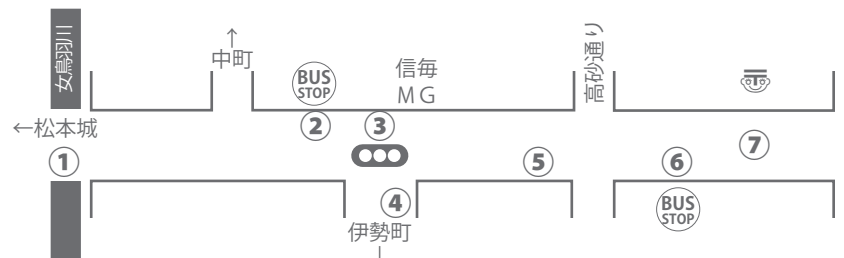 女鳥羽川
↑
中町
BUS
STOP
信毎
MG
高砂通り
←松本城
①
②
③
④
⑤
⑥
⑦
BUS
STOP
伊勢町